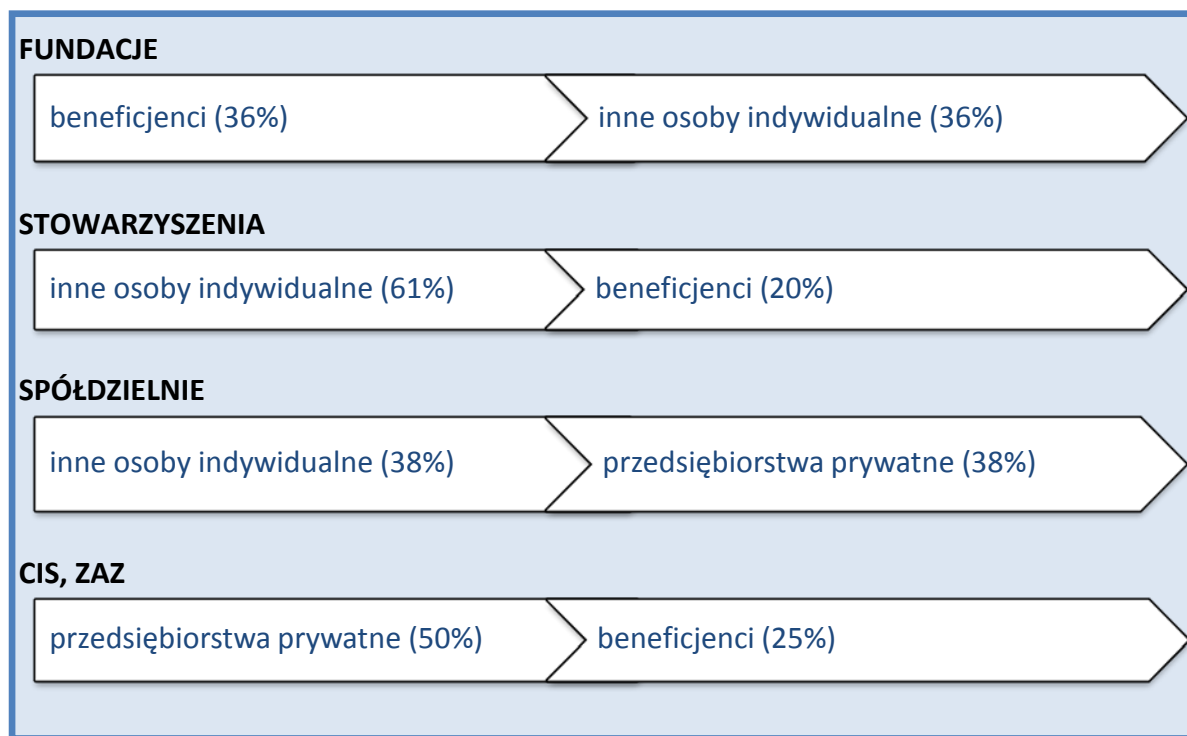 FUNDACJE
beneficjenci (36%)
inne osoby indywidualne (36%)
STOWARZYSZENIA
inne osoby indywidualne (61%)
beneficjenci (20%)
SPÓŁDZIELNIE
inne osoby indywidualne (38%)
przedsiębiorstwa prywatne (38%)
CIS, ZAZ
przedsiębiorstwa prywatne (50%)
beneficjenci (25%)